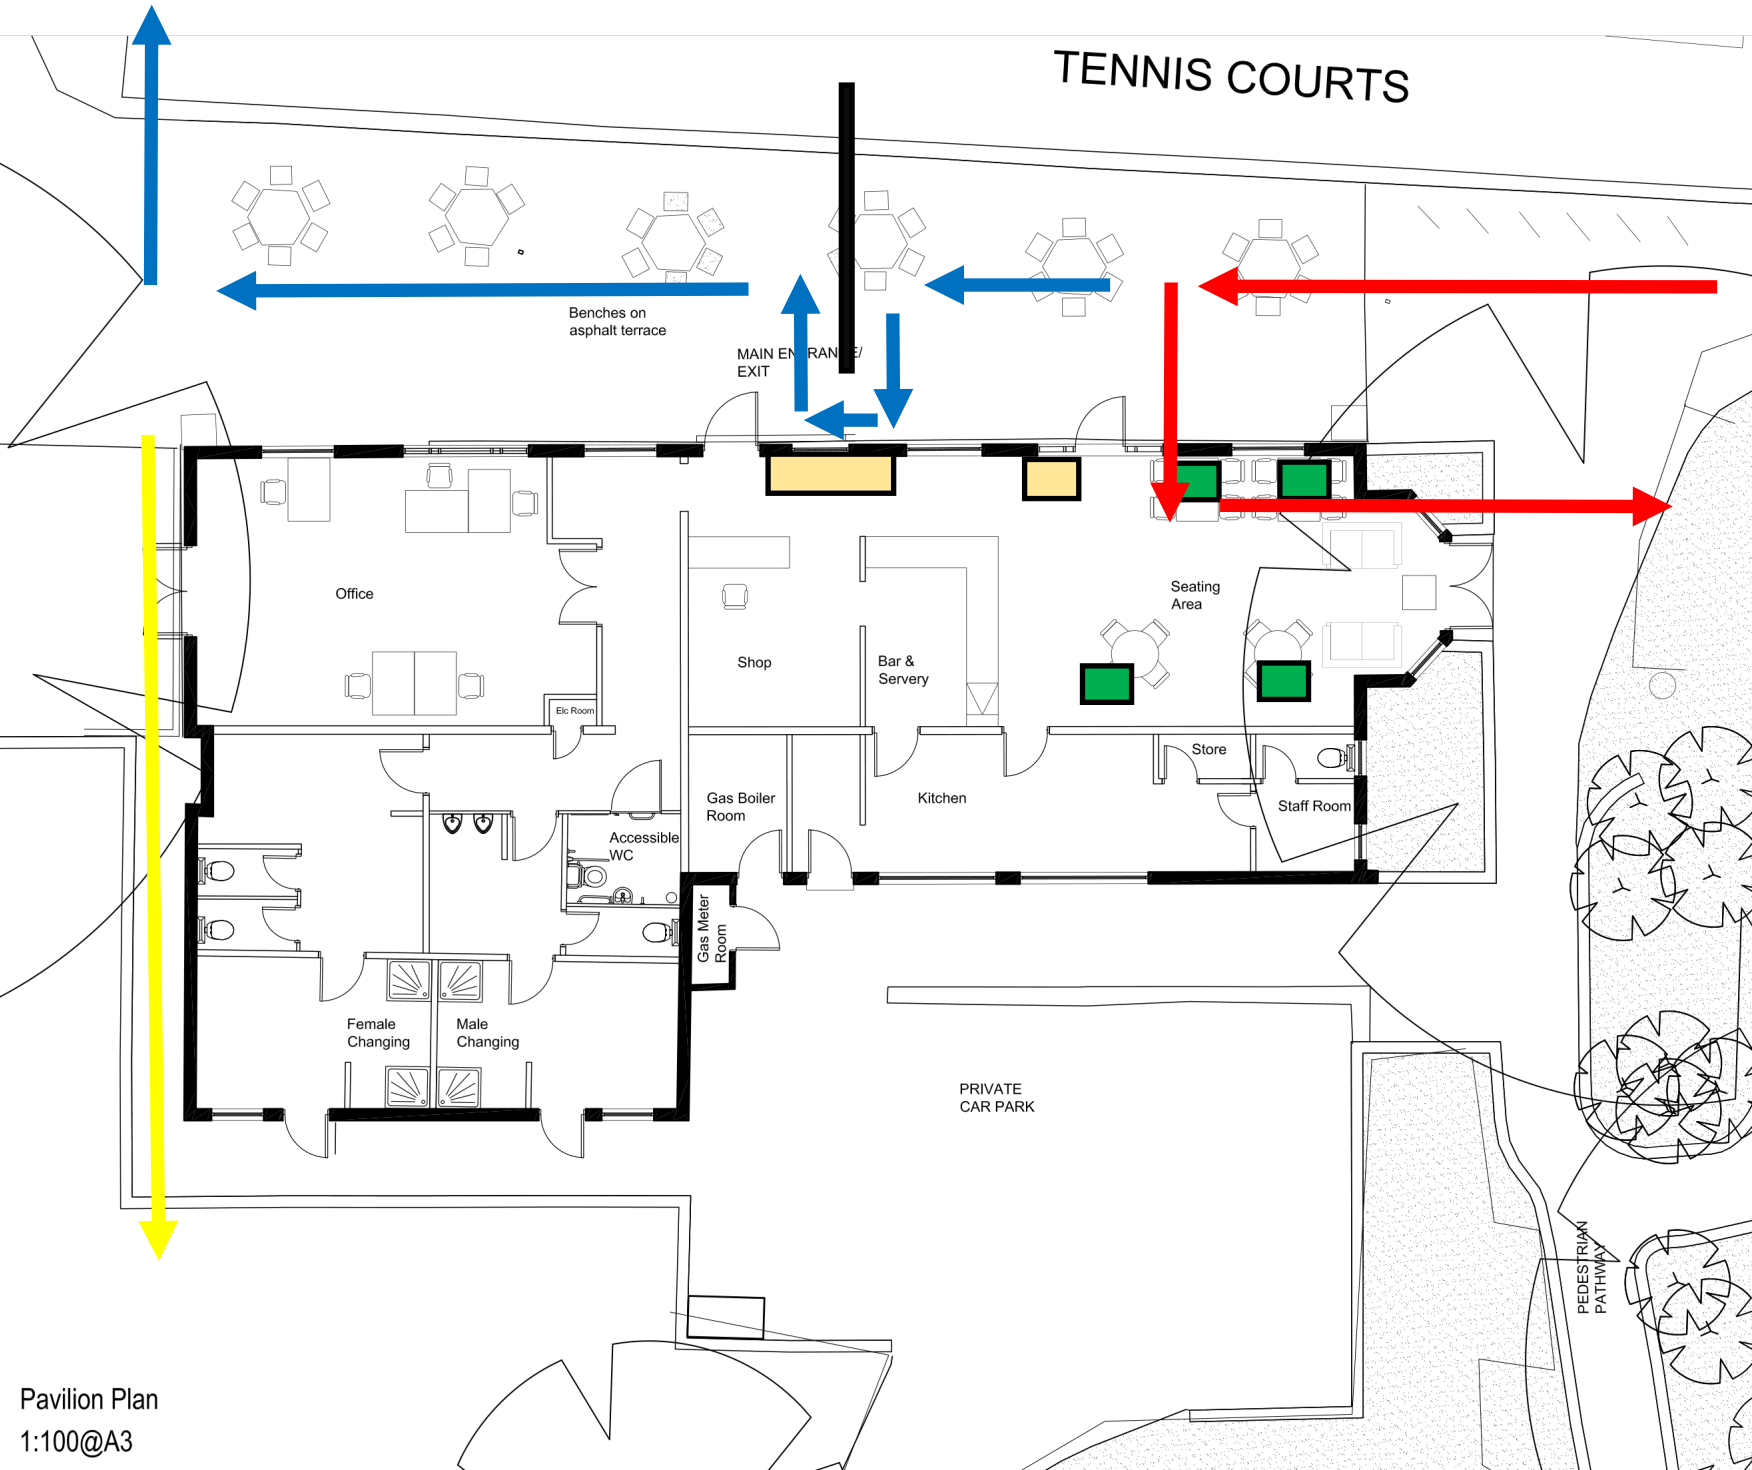 TENNIS COURTS
Benches on
asphalt terrace
MAIN ENTRANCE/
EXIT
Office
Seating
Area
Shop
Bar &
Servery
Elc Room
Store
Gas Boiler
Room
Kitchen
Staff Room
Accessible
WC
Gas Meter
Room
Female
Changing
Male
Changing
PRIVATE
CAR PARK
PEDESTRIAN
PATHWAY
Pavilion Plan
1:100@A3